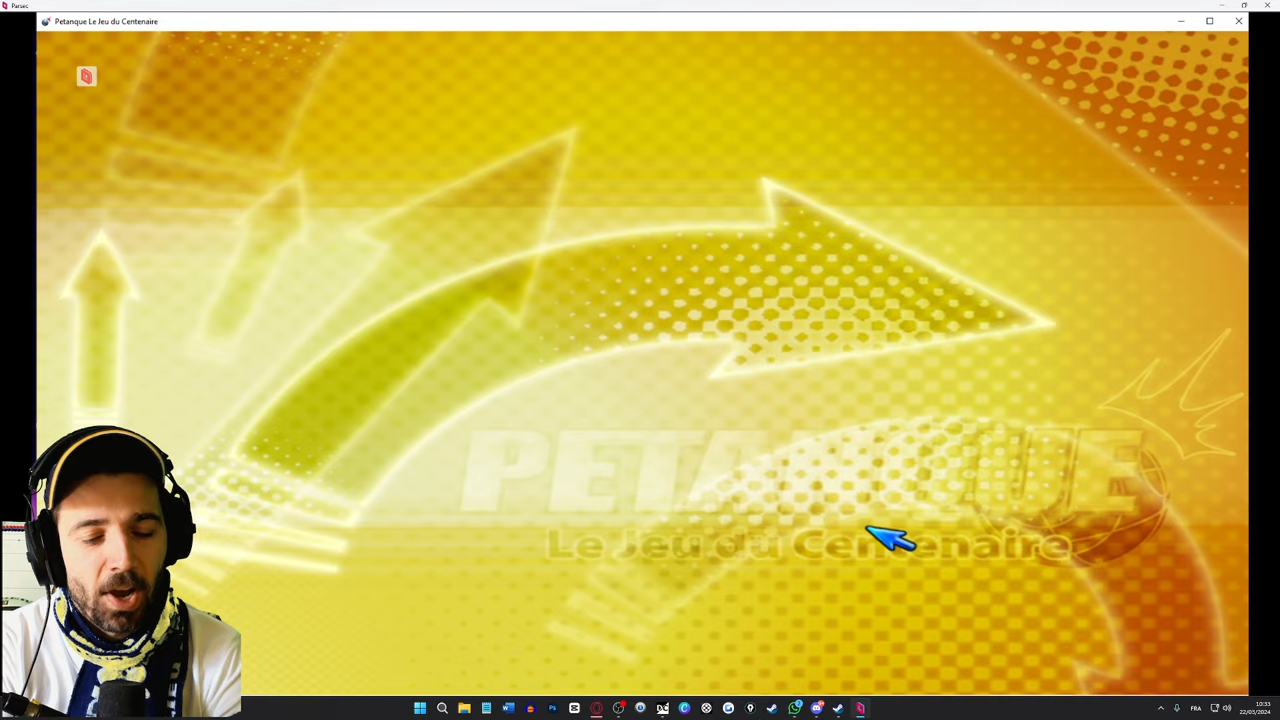 Parsec
Petanque Le Jeu du Centenaire
PETANQUE
Le Jeu du Centenaire
FRA
10:33
22/03/2024